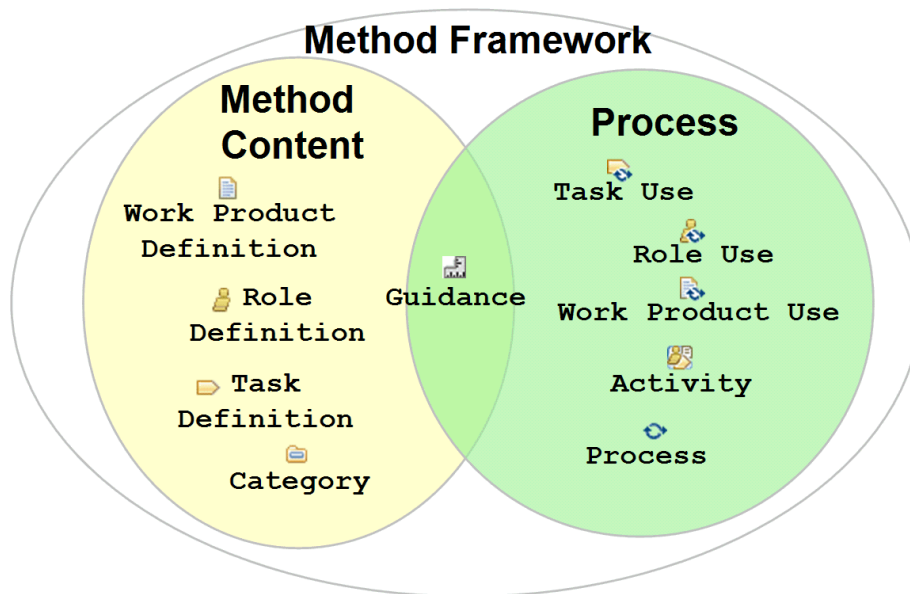 Method Framework
Method
Content
Work Product
Definition
Role
Definition
Task
Definition
Category
Guidance
Process
Task Use
Role Use
Work Product Use
Activity
Process